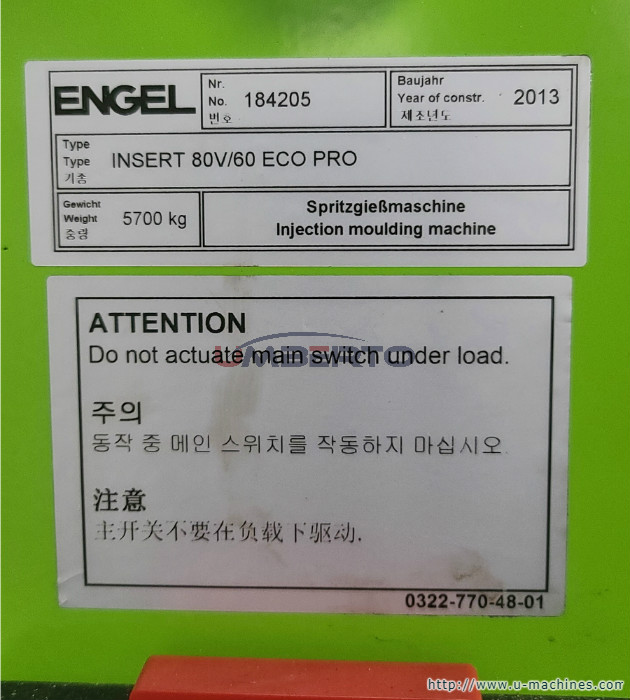 ENGEL
Nr.
No. 184205
번호
Baujahr
Year of constr. 2013
제조년도
Type
Type INSERT 80V/60 ECO PRO
기종
Gewicht
Weight 5700 kg
중량
Spritzgießmaschine
Injection moulding machine
ATTENTION
UMBERTO
Do not actuate main switch under load.
주의
동작 중 메인 스위치를 작동하지 마십시오.
注意
主开关不要在负载下驱动.
0322-770-48-01
http://www.u-machines.com